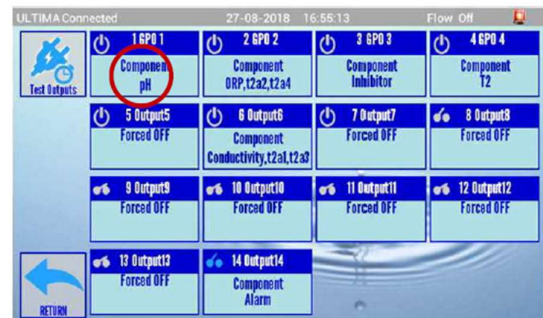 ULTIMA Connected 27-08-2018 16:55:13 Flow Off
Test Outputs
1 GPO 1
Component
pH
2 GPO 2
Component
ORP,t2a2,t2a4
3 GPO 3
Component
Inhibitor
4 GPO 4
Component
T2
5 Output5
Forced OFF
6 Output6
Component
Conductivity,t2a1,t2a3
7 Output7
Forced OFF
8 Output8
Forced OFF
9 Output9
Forced OFF
10 Output10
Forced OFF
11 Output11
Forced OFF
12 Output12
Forced OFF
RETURN
13 Output13
Forced OFF
14 Output14
Component
Alarm